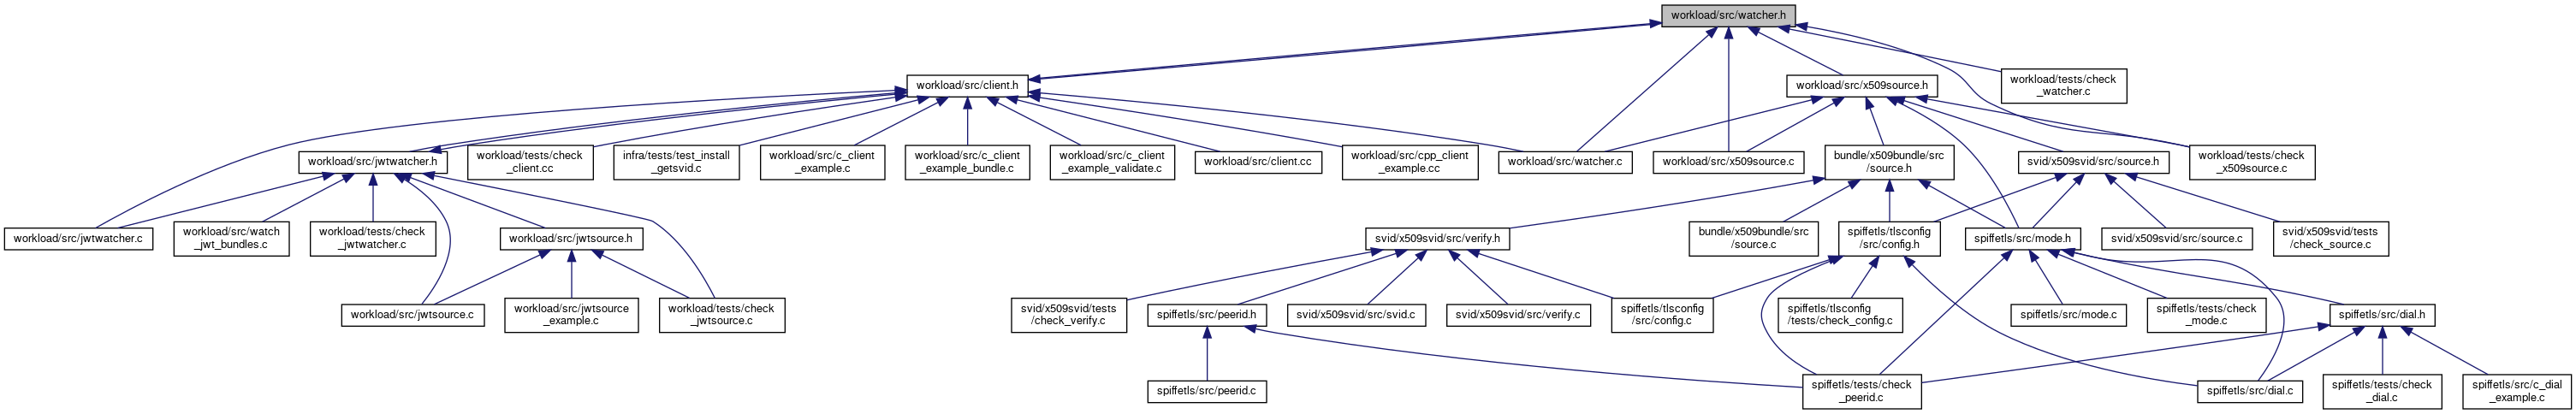 workload/src/watcher.h
workload/src/client.h
workload/src/x509source.h
workload/tests/check
_watcher.c
workload/src/jwtwatcher.h
workload/tests/check
_client.cc
infra/tests/test_install
_getsvid.c
workload/src/c_client
_example.c
workload/src/c_client
_example_bundle.c
workload/src/c_client
_example_validate.c
workload/src/client.cc
workload/src/cpp_client
_example.cc
workload/src/watcher.c
workload/src/x509source.c
bundle/x509bundle/src
/source.h
svid/x509svid/src/source.h
workload/tests/check
_x509source.c
workload/src/jwtwatcher.c
workload/src/watch
_jwt_bundles.c
workload/tests/check
_jwtwatcher.c
workload/src/jwtsource.h
svid/x509svid/src/verify.h
bundle/x509bundle/src
/source.c
spiffetls/tlsconfig
/src/config.h
spiffetls/src/mode.h
svid/x509svid/src/source.c
svid/x509svid/tests
/check_source.c
workload/src/jwtsource.c
workload/src/jwtsource
_example.c
workload/tests/check
_jwtsource.c
svid/x509svid/tests
/check_verify.c
spiffetls/src/peerid.h
svid/x509svid/src/svid.c
svid/x509svid/src/verify.c
spiffetls/tlsconfig
/src/config.c
spiffetls/tlsconfig
/tests/check_config.c
spiffetls/src/mode.c
spiffetls/tests/check
_mode.c
spiffetls/src/dial.h
spiffetls/src/peerid.c
spiffetls/tests/check
_peerid.c
spiffetls/src/dial.c
spiffetls/tests/check
_dial.c
spiffetls/src/c_dial
_example.c